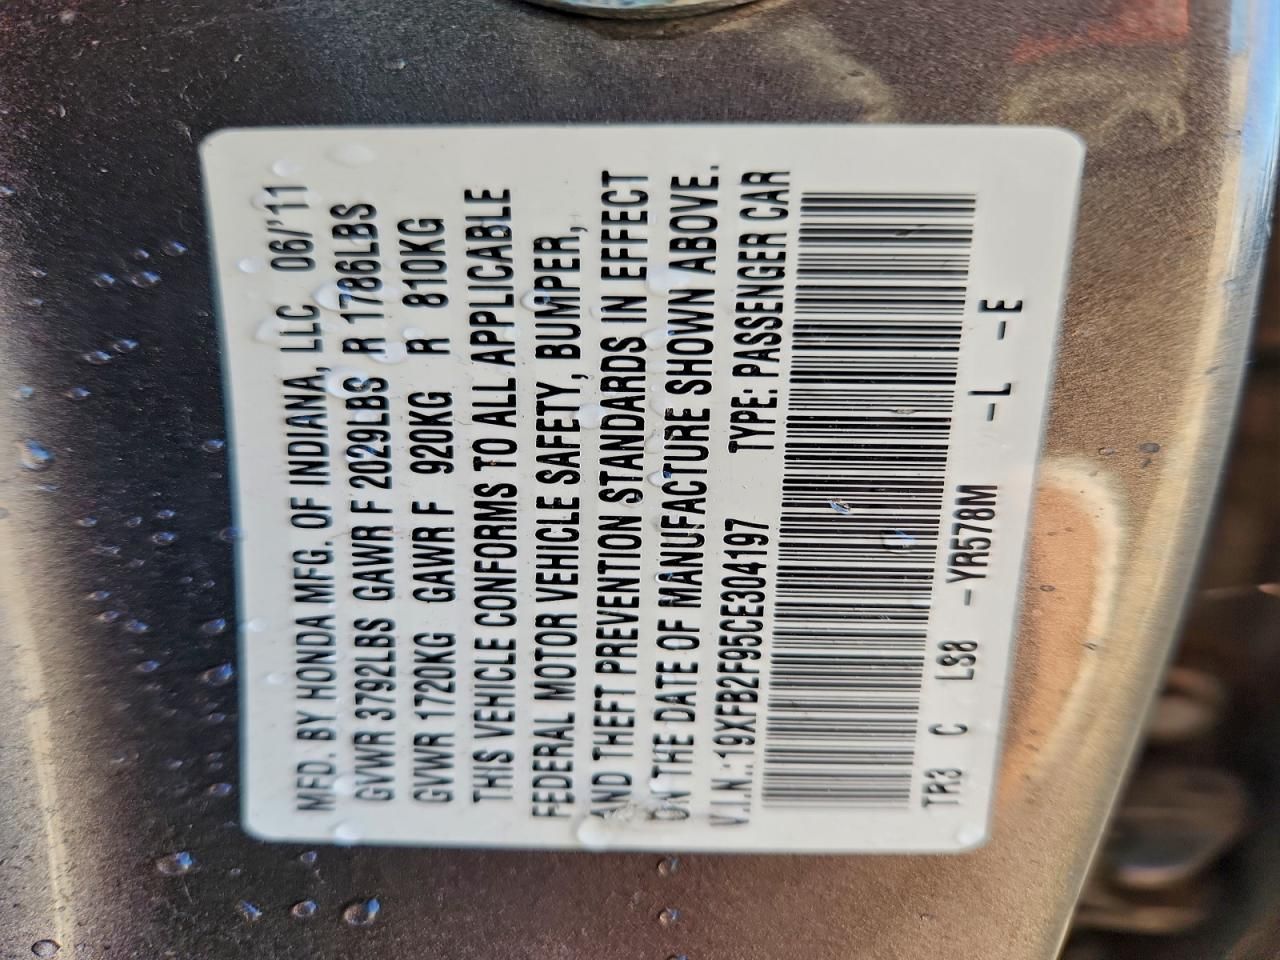 MFD. BY HONDA MFG. OF INDIANA, LLC 06/'11
GVWR 3792LBS GAWR F 2029LBS R 1786LBS
GVWR 1720KG GAWR F 920KG R 810KG
THIS VEHICLE CONFORMS TO ALL APPLICABLE
FEDERAL MOTOR VEHICLE SAFETY, BUMPER,
AND THEFT PREVENTION STANDARDS IN EFFECT
ON THE DATE OF MANUFACTURE SHOWN ABOVE.
V.I.N.:19XFB2F95CE304197 TYPE: PASSENGER CAR
TR3 C LS8 -YR578M -L -E